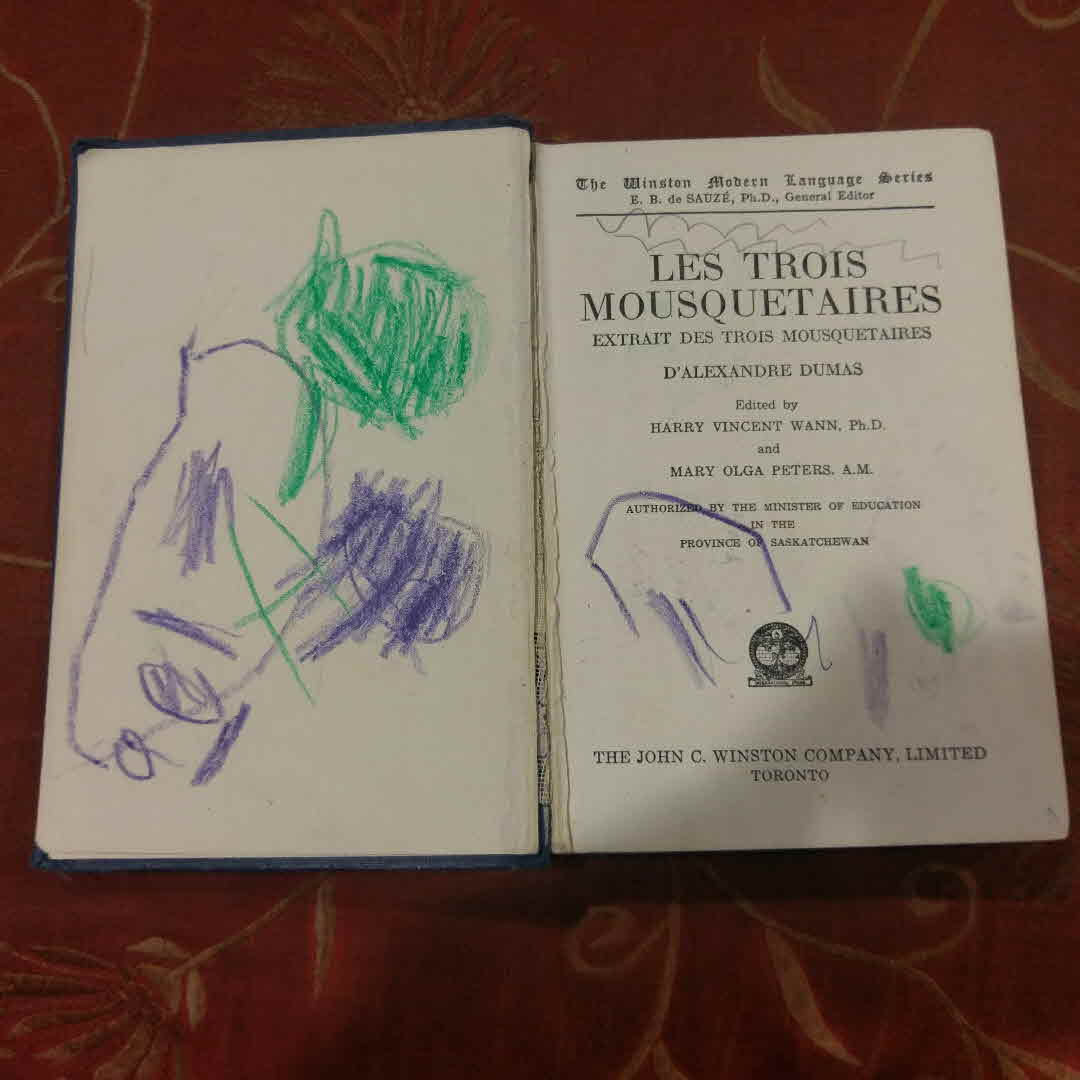 The Winston Modern Language Series
E. B. de SAUZÉ, Ph.D., General Editor
LES TROIS
MOUSQUETAIRES
EXTRAIT DES TROIS MOUSQUETAIRES
D'ALEXANDRE DUMAS
Edited by
HARRY VINCENT WANN, Ph.D.
and
MARY OLGA PETERS. A.M.
AUTHORIZED BY THE MINISTER OF EDUCATION
IN THE
PROVINCE OF SASKATCHEWAN
THE JOHN C. WINSTON COMPANY, LIMITED
TORONTO